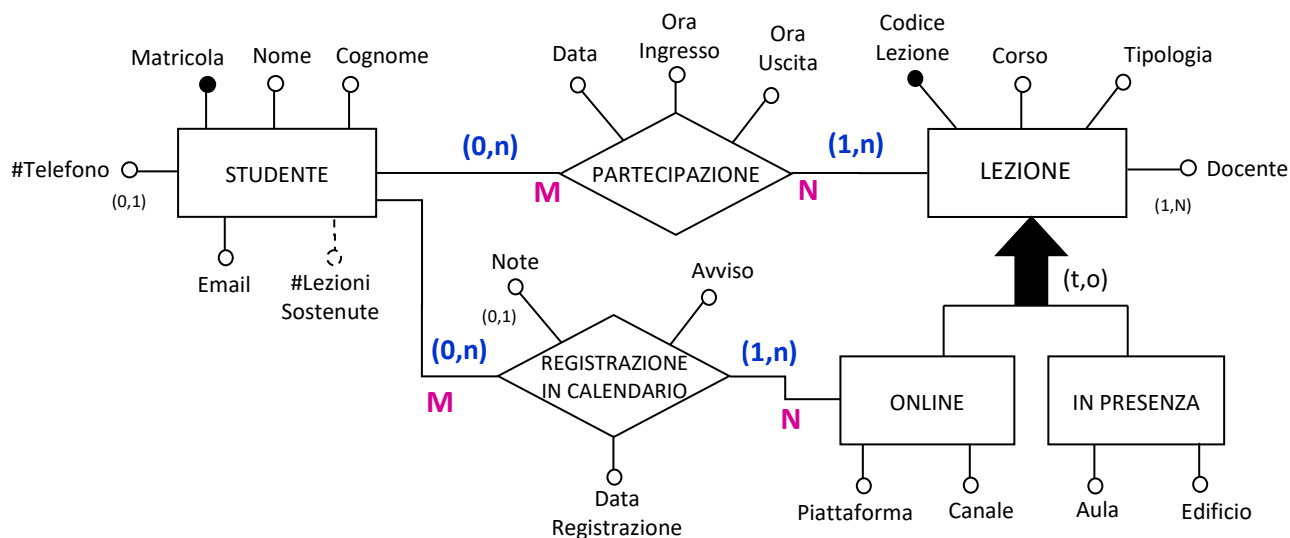 Matricola
Nome
Cognome
Data
Ora
Ingresso
Ora
Uscita
Codice
Lezione
Corso
Tipologia
#Telefono
(0,1)
STUDENTE
(0,n)
M
PARTECIPAZIONE
(1,n)
N
LEZIONE
Docente
(1,N)
Email
#Lezioni
Sostenute
Note
(0,1)
Avviso
(t,o)
(0,n)
M
REGISTRAZIONE
IN CALENDARIO
(1,n)
N
ONLINE
IN PRESENZA
Data
Registrazione
Piattaforma
Canale
Aula
Edificio